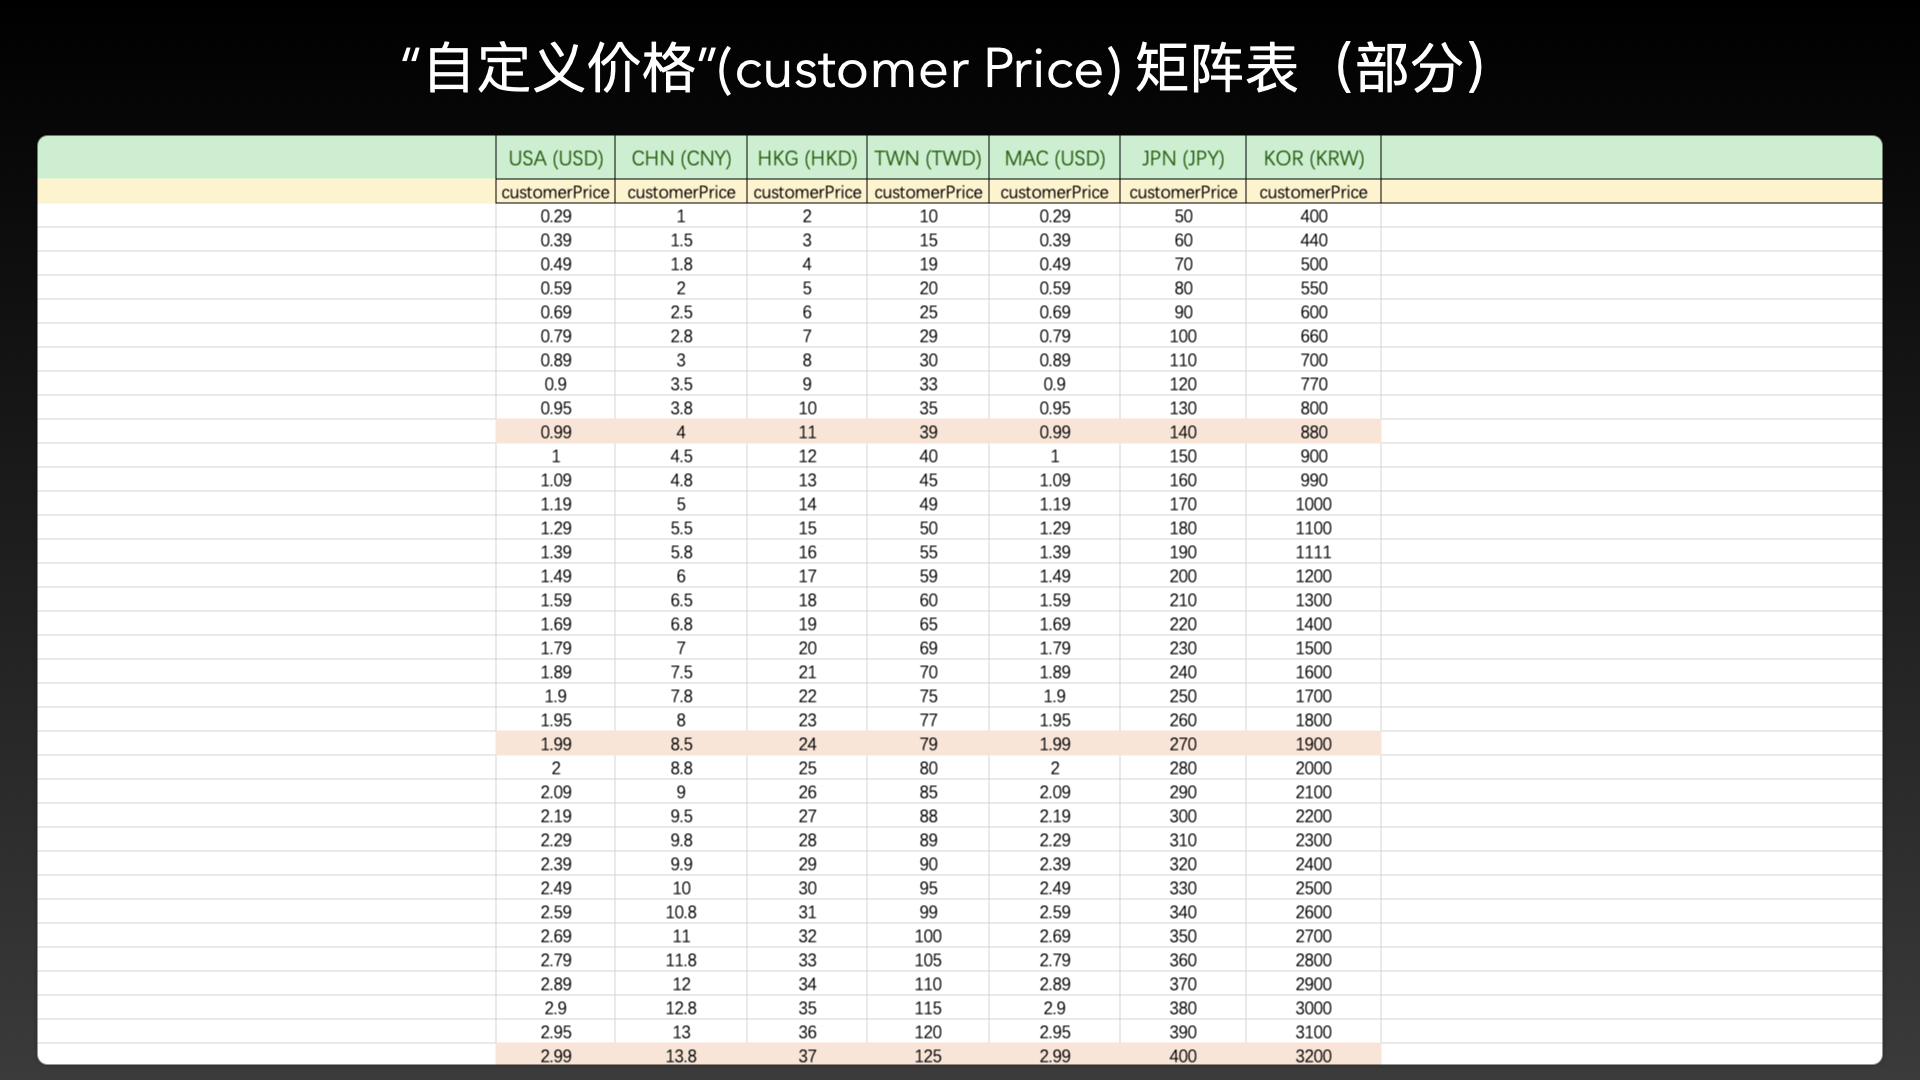 “自定义价格”(customer Price) 矩阵表（部分）
USA (USD) CHN (CNY) HKG (HKD) TWN (TWD) MAC (USD) JPN (JPY) KOR (KRW)
customerPrice customerPrice customerPrice customerPrice customerPrice customerPrice customerPrice
0.29 1 2 10 0.29 50 400
0.39 1.5 3 15 0.39 60 440
0.49 1.8 4 19 0.49 70 500
0.59 2 5 20 0.59 80 550
0.69 2.5 6 25 0.69 90 600
0.79 2.8 7 29 0.79 100 660
0.89 3 8 30 0.89 110 700
0.9 3.5 9 33 0.9 120 770
0.95 3.8 10 35 0.95 130 800
0.99 4 11 39 0.99 140 880
1 4.5 12 40 1 150 900
1.09 4.8 13 45 1.09 160 990
1.19 5 14 49 1.19 170 1000
1.29 5.5 15 50 1.29 180 1100
1.39 5.8 16 55 1.39 190 1111
1.49 6 17 59 1.49 200 1200
1.59 6.5 18 60 1.59 210 1300
1.69 6.8 19 65 1.69 220 1400
1.79 7 20 69 1.79 230 1500
1.89 7.5 21 70 1.89 240 1600
1.9 7.8 22 75 1.9 250 1700
1.95 8 23 77 1.95 260 1800
1.99 8.5 24 79 1.99 270 1900
2 8.8 25 80 2 280 2000
2.09 9 26 85 2.09 290 2100
2.19 9.5 27 88 2.19 300 2200
2.29 9.8 28 89 2.29 310 2300
2.39 9.9 29 90 2.39 320 2400
2.49 10 30 95 2.49 330 2500
2.59 10.8 31 99 2.59 340 2600
2.69 11 32 100 2.69 350 2700
2.79 11.8 33 105 2.79 360 2800
2.89 12 34 110 2.89 370 2900
2.9 12.8 35 115 2.9 380 3000
2.95 13 36 120 2.95 390 3100
2.99 13.8 37 125 2.99 400 3200